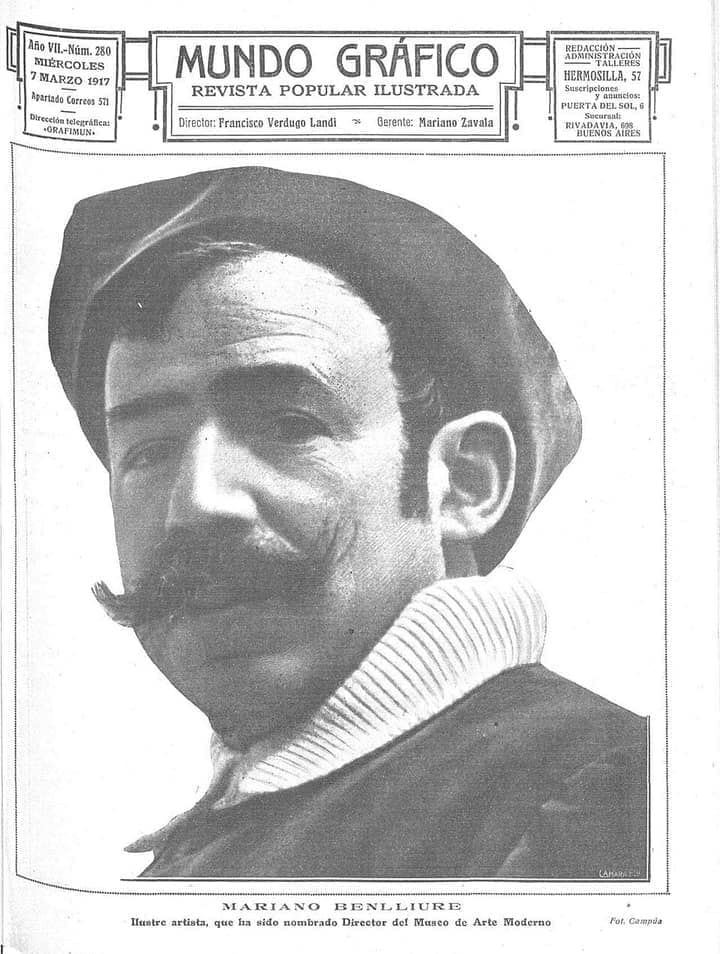 Año VII.-Núm. 280
MIÉRCOLES
7 MARZO 1917
Apartado Correos 571
Dirección telegráfica:
«GRAFIMUN»
MUNDO GRÁFICO
REVISTA POPULAR ILUSTRADA
Director: Francisco Verdugo Landi
Gerente: Mariano Zavala
REDACCIÓN
ADMINISTRACIÓN
TALLERES
HERMOSILLA, 57
Suscripciones
y anuncios:
PUERTA DEL SOL, 6
Sucursal:
RIVADAVIA, 698
BUENOS AIRES
MARIANO BENLLIURE
Ilustre artista, que ha sido nombrado Director del Museo de Arte Moderno
Fot. Campúa